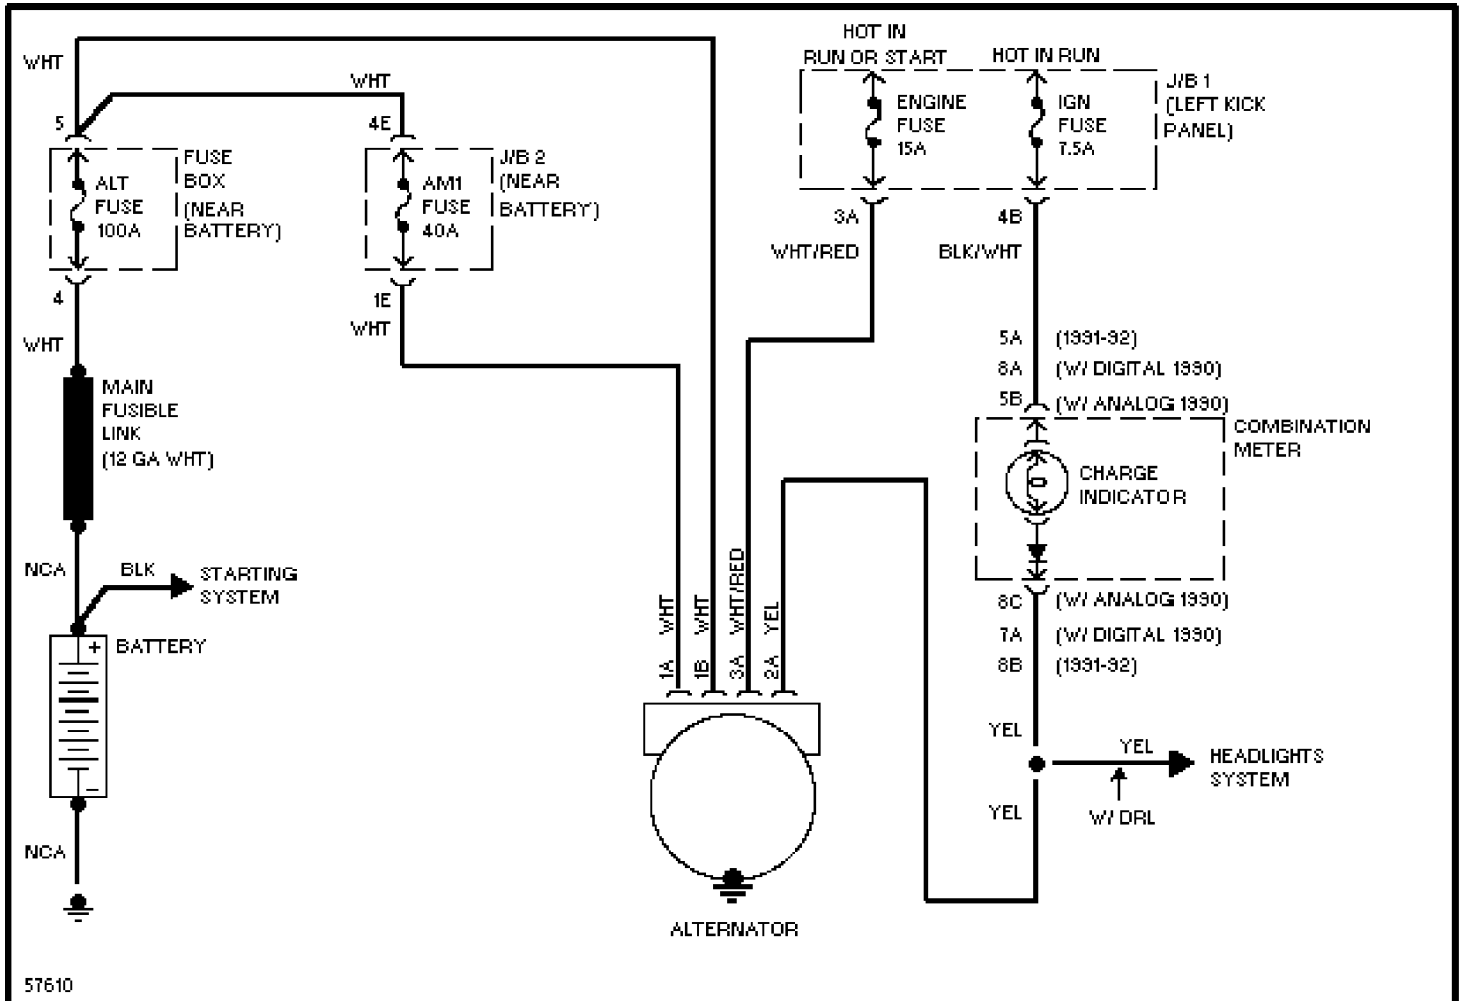 HOT IN
RUN OR START
HOT IN RUN
WHT
WHT
5
4E
ALT
FUSE
100A
FUSE
BOX
(NEAR
BATTERY)
AM1
FUSE
40A
J/B 2
(NEAR
BATTERY)
ENGINE
FUSE
15A
IGN
FUSE
7.5A
J/B 1
(LEFT KICK
PANEL)
4
1E
3A
4B
WHT
WHT
WHT/RED
BLK/WHT
MAIN
FUSIBLE
LINK
(12 GA WHT)
5A (1991-92)
8A (W/ DIGITAL 1990)
5B (W/ ANALOG 1990)
COMBINATION
METER
CHARGE
INDICATOR
NCA
BLK
STARTING
SYSTEM
BATTERY
+
−
NCA
1A WHT
1B WHT
3A WHT/RED
2A YEL
8C (W/ ANALOG 1990)
7A (W/ DIGITAL 1990)
8B (1991-92)
YEL
YEL
HEADLIGHTS
SYSTEM
YEL
W/ DRL
ALTERNATOR
57610